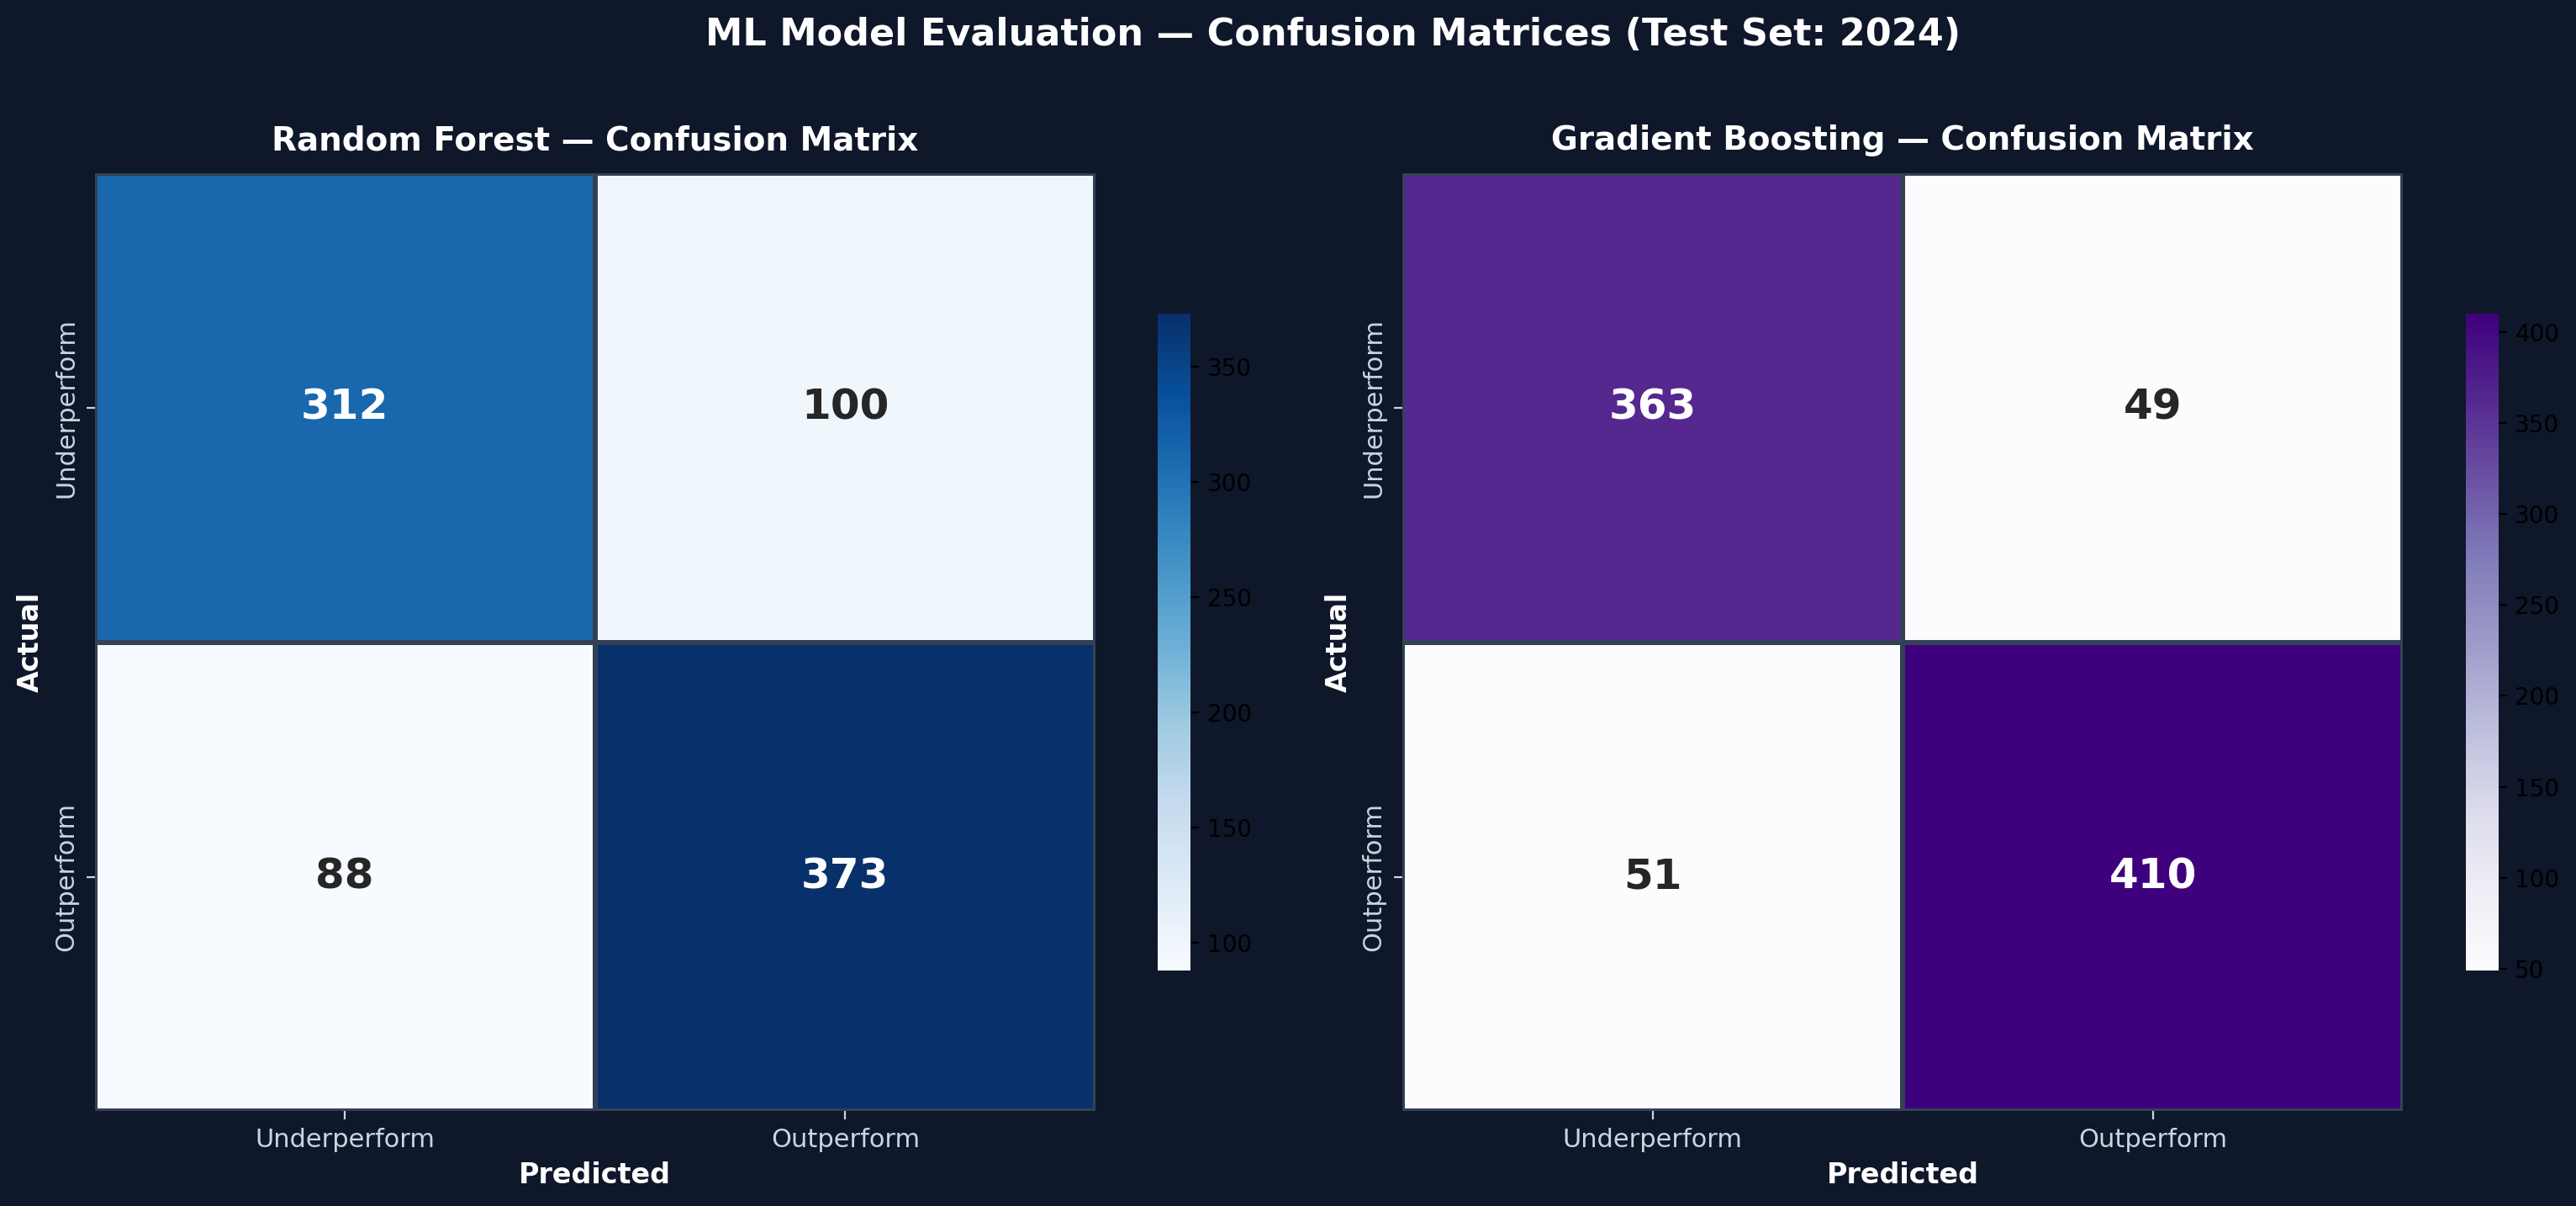 ML Model Evaluation — Confusion Matrices (Test Set: 2024)
Random Forest — Confusion Matrix
Actual
Underperform
312
100
Outperform
88
373
Underperform
Outperform
Predicted
350
300
250
200
150
100
Gradient Boosting — Confusion Matrix
Actual
Underperform
363
49
Outperform
51
410
Underperform
Outperform
Predicted
400
350
300
250
200
150
100
50